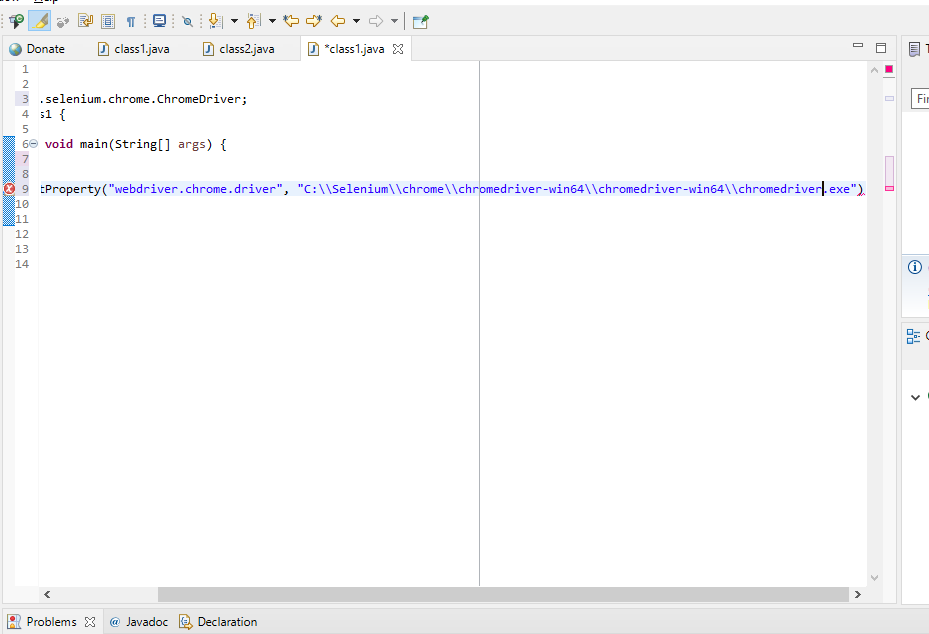 Donate class1.java class2.java *class1.java
1
2
3 .selenium.chrome.ChromeDriver;
4 s1 {
5
6 void main(String[] args) {
7
8
9 tProperty("webdriver.chrome.driver", "C:\\Selenium\\chrome\\chromedriver-win64\\chromedriver-win64\\chromedriver.exe")
10
11
12
13
14
Fin
Problems @ Javadoc Declaration